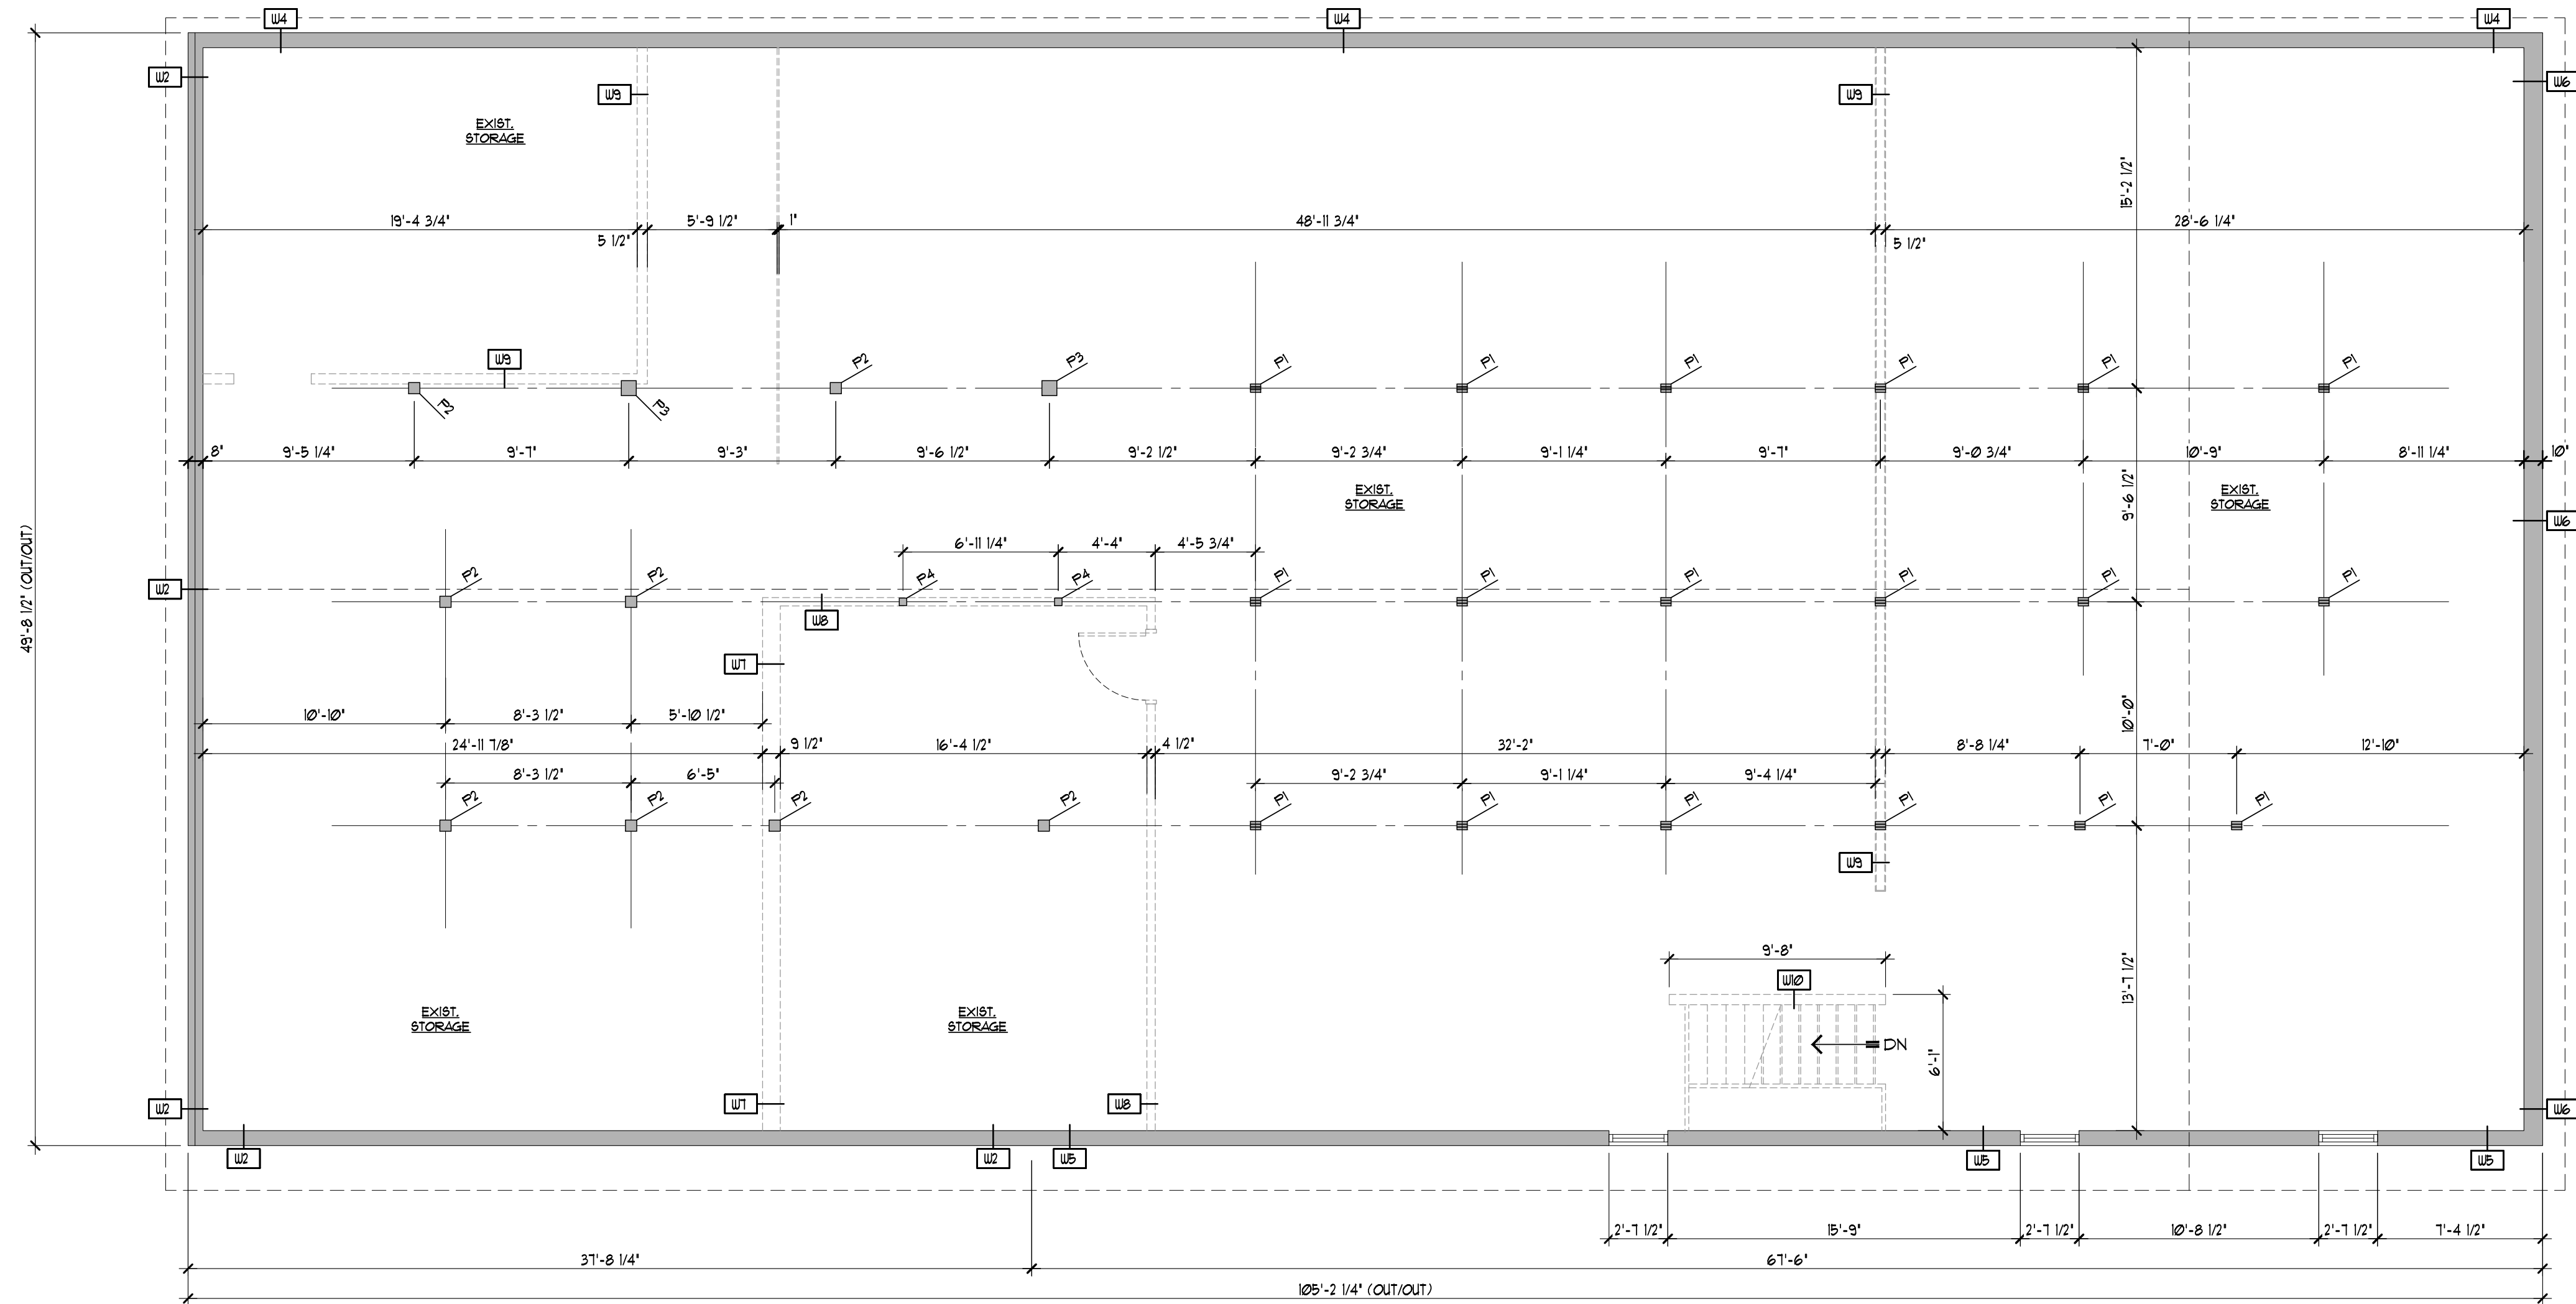 W4
W4
W4
W2
W6
W9
W9
EXIST.
STORAGE
15'-2 1/2"
19'-4 3/4"
5'-9 1/2"
1"
48'-11 3/4"
28'-6 1/4"
5 1/2"
5 1/2"
W9
P2
P3
P1
P1
P1
P1
P1
P1
P2
P3
8"
9'-5 1/4"
9'-7"
9'-3"
9'-6 1/2"
9'-2 1/2"
9'-2 3/4"
9'-1 1/4"
9'-7"
9'-0 3/4"
10'-9"
8'-11 1/4"
10"
EXIST.
STORAGE
9'-6 1/2"
EXIST.
STORAGE
W6
49'-8 1/2" (OUT/OUT)
6'-11 1/4"
4'-4"
4'-5 3/4"
W2
P2
P2
P4
P4
P1
P1
P1
P1
P1
P1
W8
W7
10'-10"
8'-3 1/2"
5'-10 1/2"
10'-0"
24'-11 7/8"
9 1/2"
16'-4 1/2"
4 1/2"
32'-2"
8'-8 1/4"
7'-0"
12'-10"
8'-3 1/2"
6'-5"
9'-2 3/4"
9'-1 1/4"
9'-4 1/4"
P2
P2
P2
P2
P1
P1
P1
P1
P1
P1
W9
9'-8"
W10
13'-7 1/2"
EXIST.
STORAGE
EXIST.
STORAGE
DN
6'-1"
W2
W7
W8
W6
W2
W2
W5
W5
W5
2'-7 1/2"
15'-9"
2'-7 1/2"
10'-8 1/2"
2'-7 1/2"
7'-4 1/2"
37'-8 1/4"
67'-6"
105'-2 1/4" (OUT/OUT)